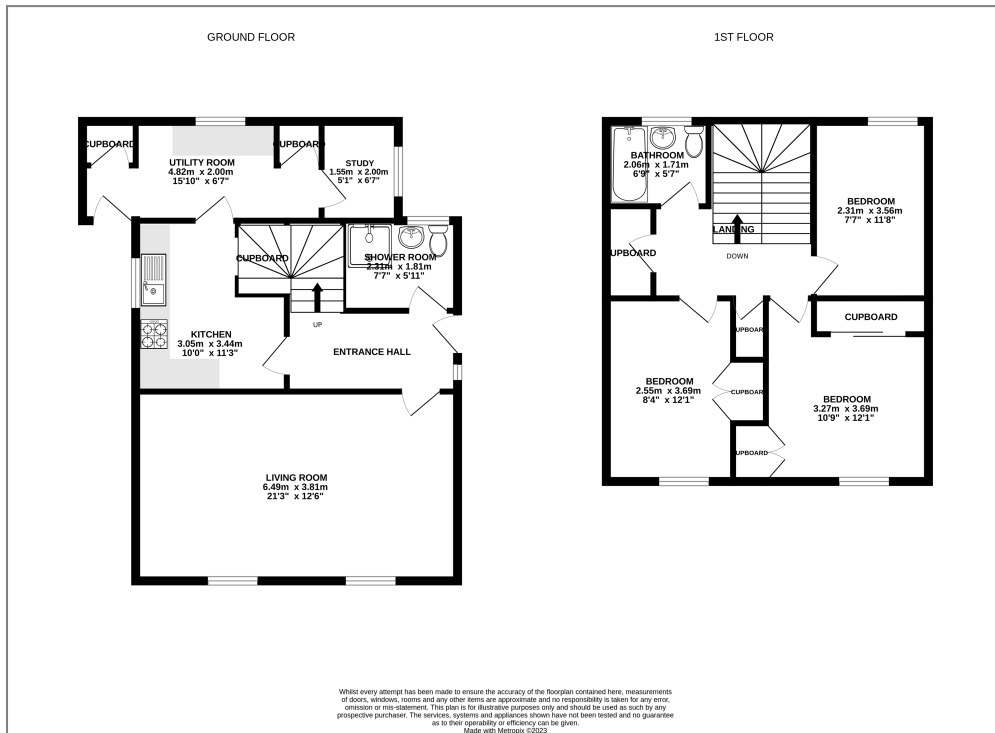 GROUND FLOOR
CUPBOARD
CUPBOARD
UTILITY ROOM
4.82m x 2.00m
15'10" x 6'7"
STUDY
1.55m x 2.00m
5'1" x 6'7"
CUPBOARD
SHOWER ROOM
2.31m x 1.81m
7'7" x 5'11"
UP
KITCHEN
3.05m x 3.44m
10'0" x 11'3"
ENTRANCE HALL
LIVING ROOM
6.49m x 3.81m
21'3" x 12'6"
1ST FLOOR
BATHROOM
2.06m x 1.71m
6'9" x 5'7"
BEDROOM
2.31m x 3.56m
7'7" x 11'8"
LANDING
CUPBOARD
DOWN
CUPBOARD
CUPBOARD
BEDROOM
2.55m x 3.69m
8'4" x 12'1"
CUPBOARD
BEDROOM
3.27m x 3.69m
10'9" x 12'1"
CUPBOARD
Whilst every attempt has been made to ensure the accuracy of the floorplan contained here, measurements
of doors, windows, rooms and any other items are approximate and no responsibility is taken for any error,
omission or mis-statement. This plan is for illustrative purposes only and should be used as such by any
prospective purchaser. The services, systems and appliances shown have not been tested and no guarantee
as to their operability or efficiency can be given.
Made with Metropix ©2023